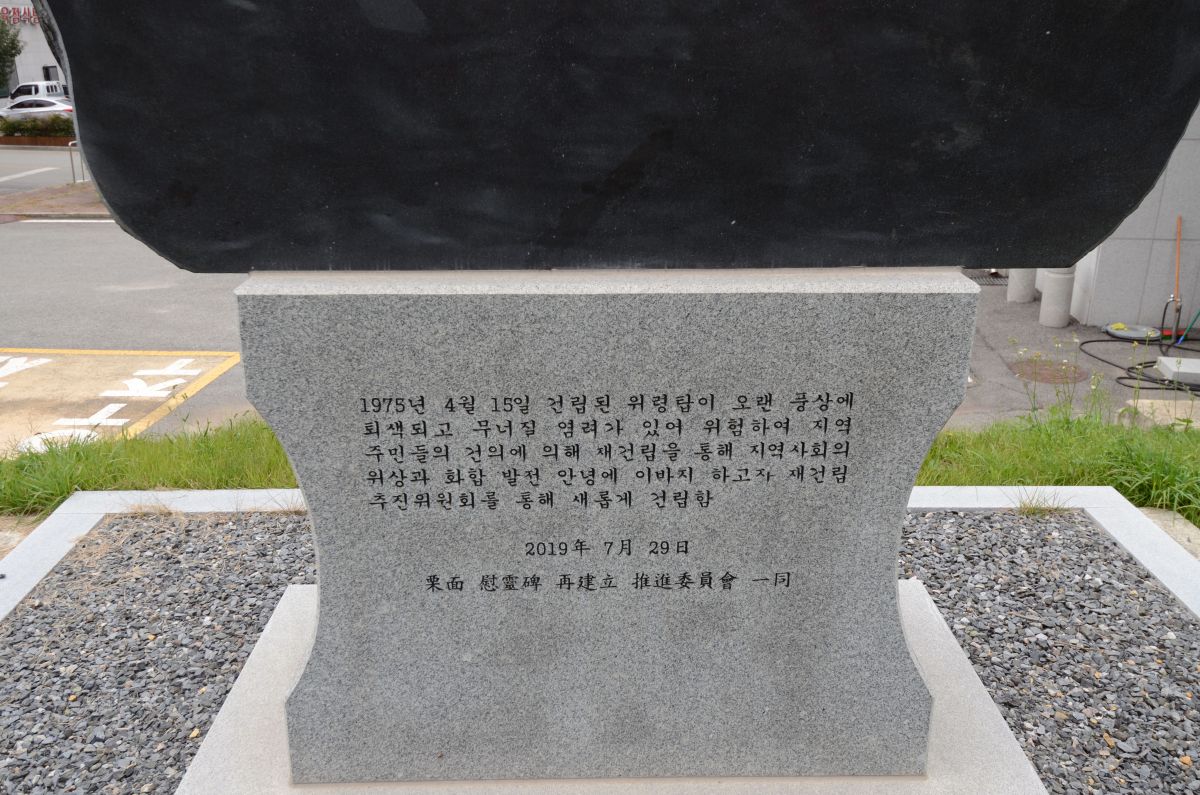 1975년 4월 15일 건립된 위령탑이 오랜 풍상에
퇴색되고 무너질 염려가 있어 위험하여 지역
주민들의 건의에 의해 재건립을 통해 지역사회의
위상과 화합 발전 안녕에 이바지 하고자 재건립
추진위원회를 통해 새롭게 건립함
2019年 7月 29日
栗面 慰靈碑 再建立 推進委員會 一同